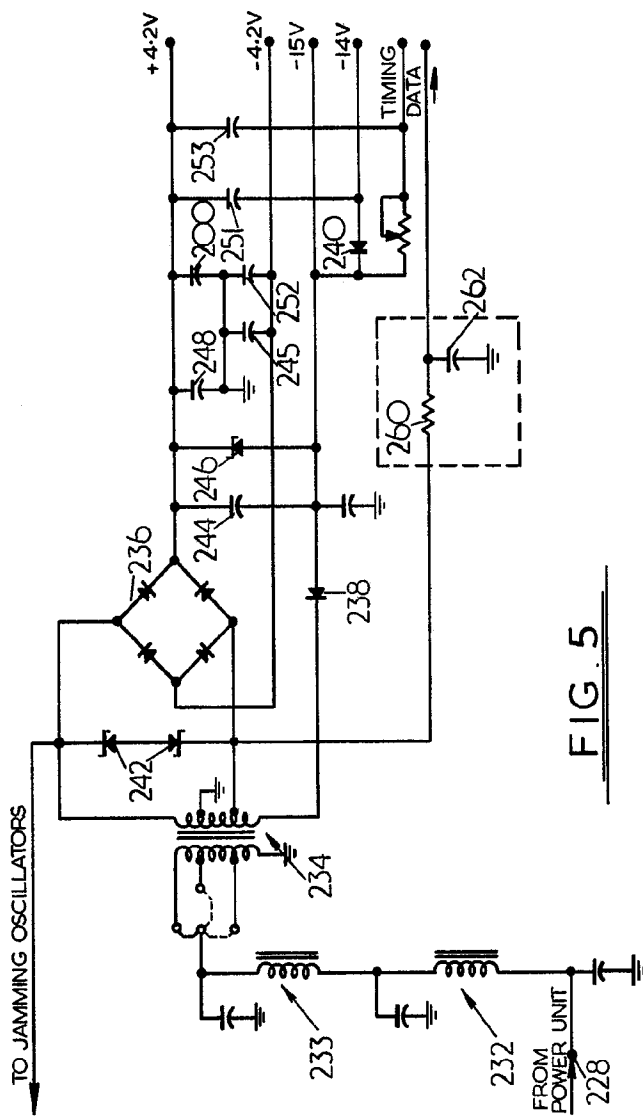 TO JAMMING OSCILLATORS
+4·2V
-4·2V
-15V
-14V
TIMING
DATA
236
242
234
244
246
248
200
245
252
251
253
240
238
260
262
233
232
FROM
POWER UNIT
228
FIG. 5